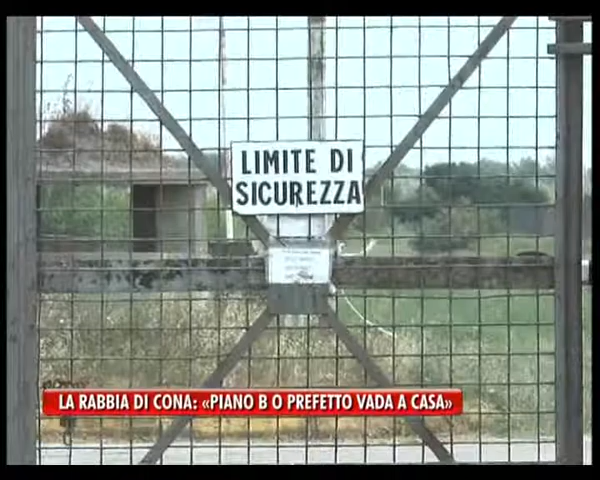 LIMITE DI
SICUREZZA
LA RABBIA DI CONA: «PIANO B O PREFETTO VADA A CASA»